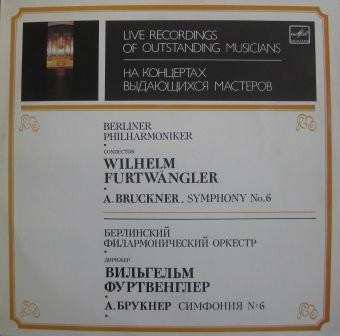 LIVE RECORDINGS
OF OUTSTANDING MUSICIANS
НА КОНЦЕРТАХ
ВЫДАЮЩИХСЯ МАСТЕРОВ
BERLINER
PHILHARMONIKER
CONDUCTOR
WILHELM
FURTWÄNGLER
A. BRUCKNER, SYMPHONY No. 6
БЕРЛИНСКИЙ
ФИЛАРМОНИЧЕСКИЙ ОРКЕСТР
ДИРИЖЕР
ВИЛЬГЕЛЬМ
ФУРТВЕНГЛЕР
А. БРУКНЕР СИМФОНИЯ №6